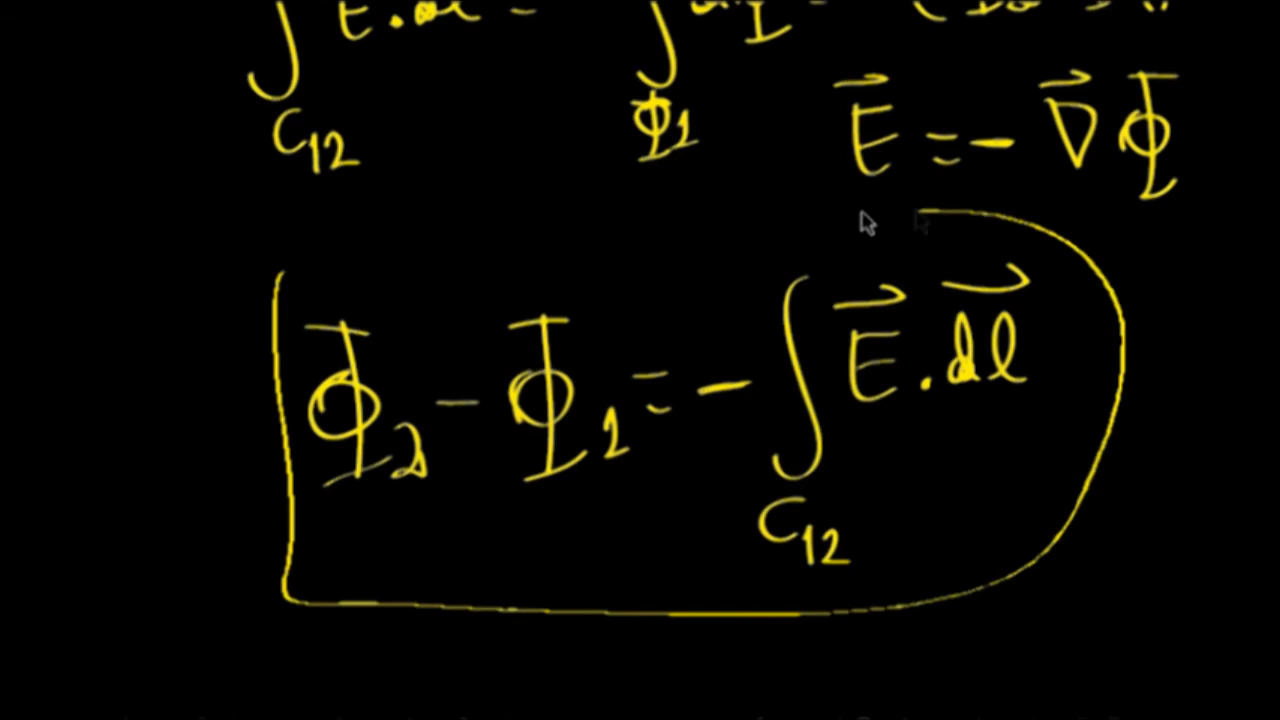 ∫ E⃗.dl⃗ =
C₁₂ Φ₁
E⃗ = - ∇⃗ Φ
Φ₂ - Φ₁ = - ∫ E⃗ . dl⃗
C₁₂